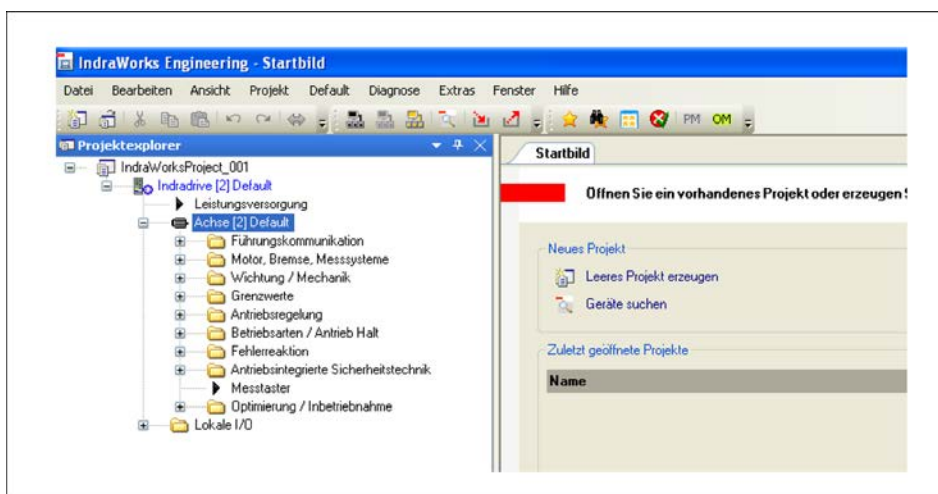 IndraWorks Engineering - Startbild
Datei Bearbeiten Ansicht Projekt Default Diagnose Extras Fenster Hilfe
PM OM
Projektexplorer
IndraWorksProject_001
Indradrive [2] Default
Leistungsversorgung
Achse [2] Default
Führungskommunikation
Motor, Bremse, Messsysteme
Wichtung / Mechanik
Grenzwerte
Antriebsregelung
Betriebsarten / Antrieb Halt
Fehlerreaktion
Antriebsintegrierte Sicherheitstechnik
Messtaster
Optimierung / Inbetriebnahme
Lokale I/O
Startbild
Öffnen Sie ein vorhandenes Projekt oder erzeugen S
Neues Projekt
Leeres Projekt erzeugen
Geräte suchen
Zuletzt geöffnete Projekte
Name